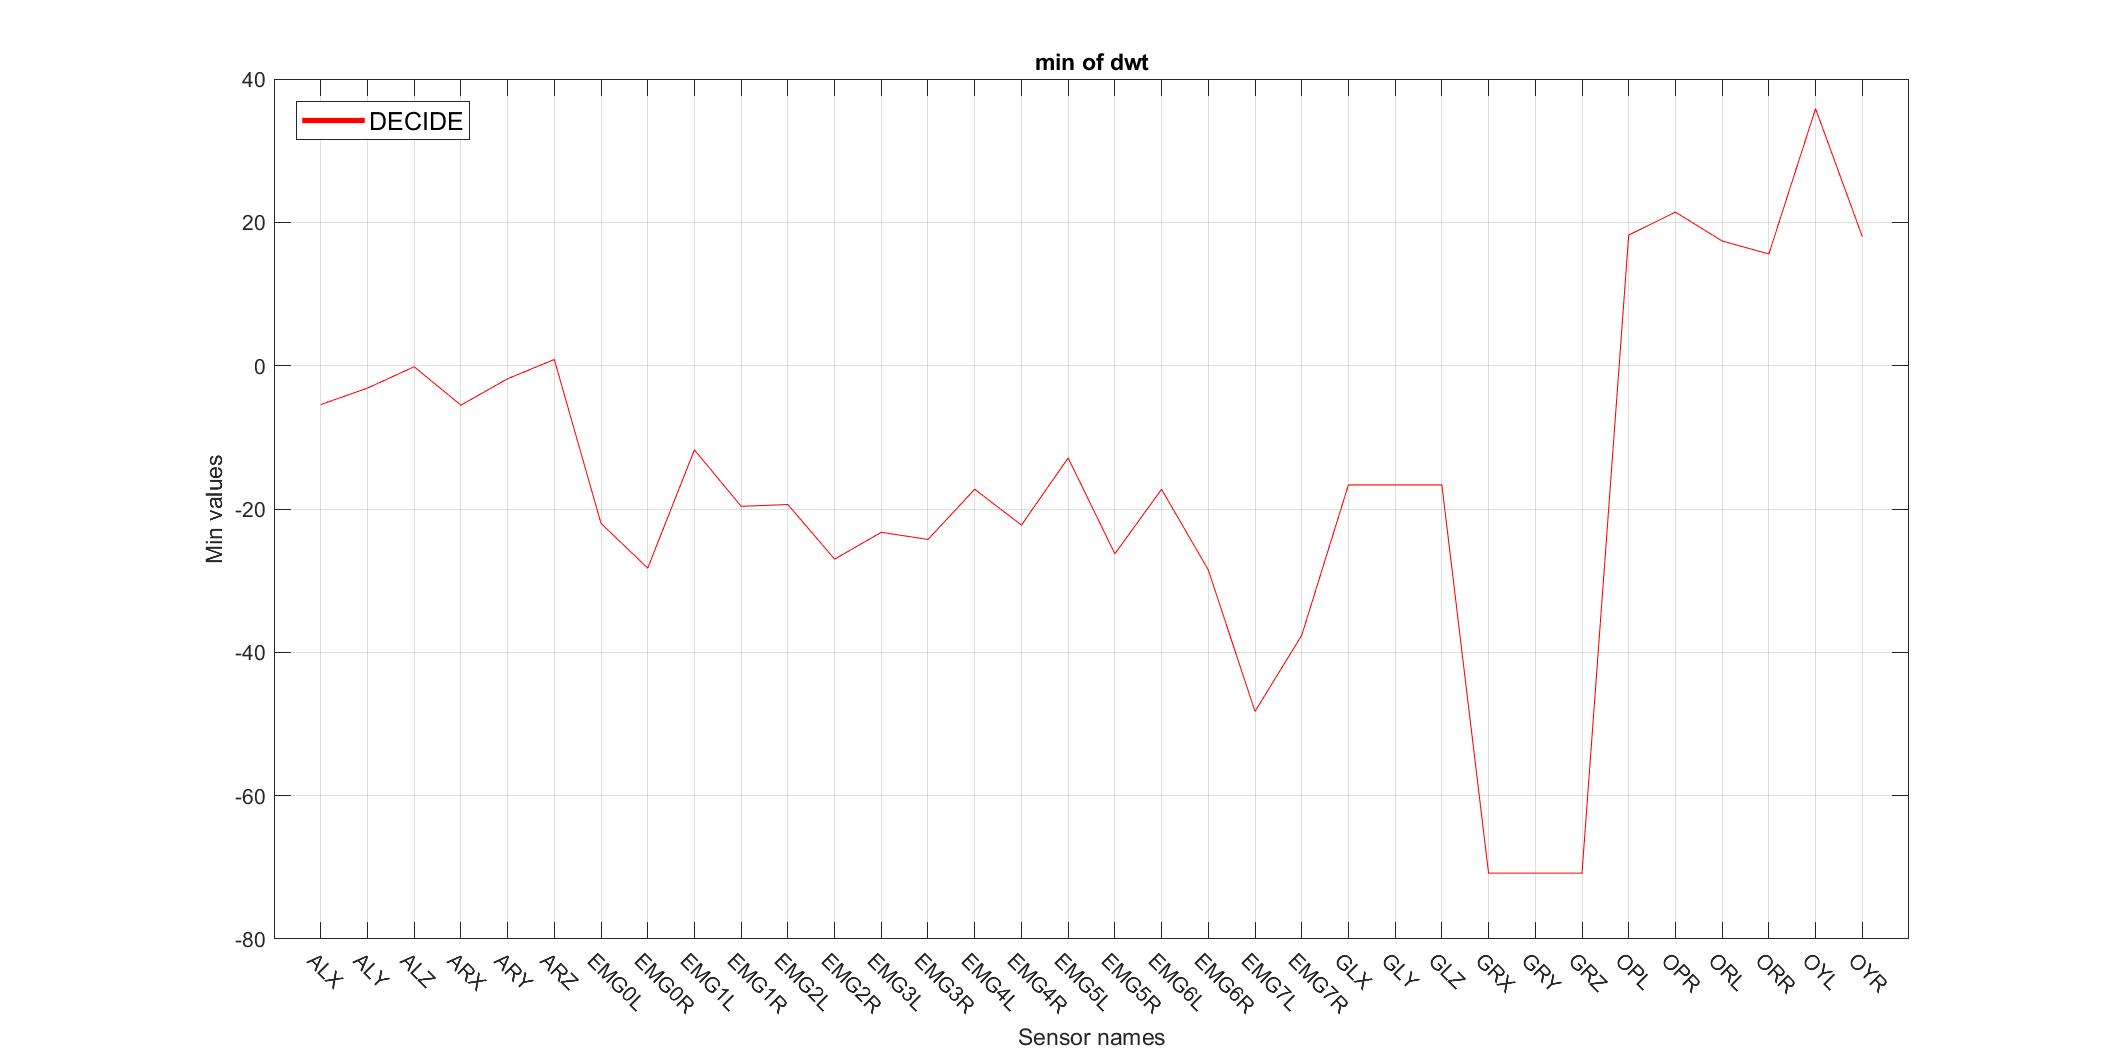 min of dwt
DECIDE
40
20
0
-20
-40
-60
-80
Min values
ALX
ALY
ALZ
ARX
ARY
ARZ
EMG0L
EMG0R
EMG1L
EMG1R
EMG2L
EMG2R
EMG3L
EMG3R
EMG4L
EMG4R
EMG5L
EMG5R
EMG6L
EMG6R
EMG7L
EMG7R
GLX
GLY
GLZ
GRX
GRY
GRZ
OPL
OPR
ORL
ORR
OYL
OYR
Sensor names